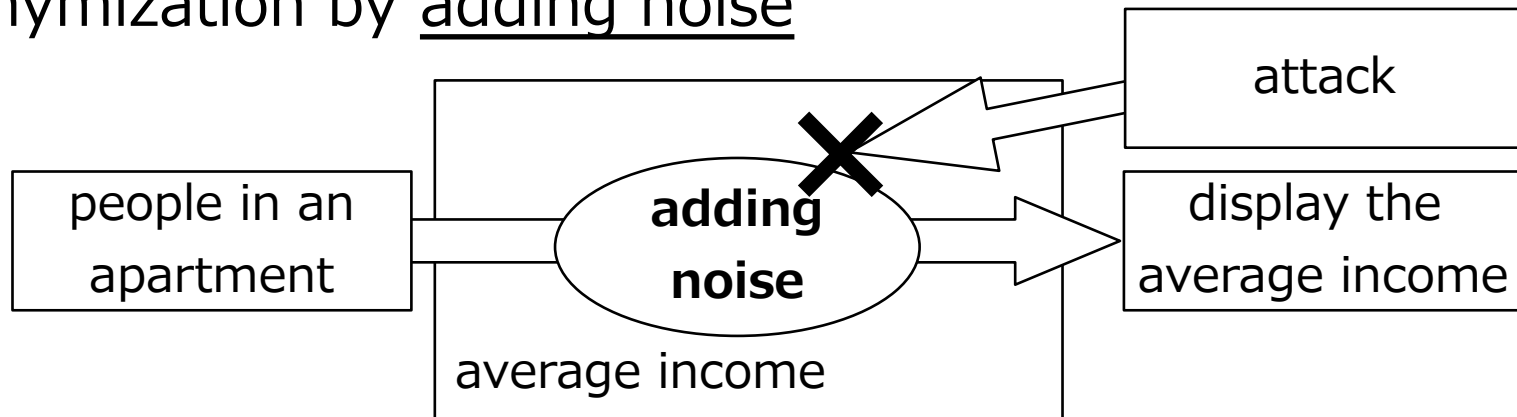 nymization by adding noise
attack
people in an
apartment
adding
noise
display the
average income
average income